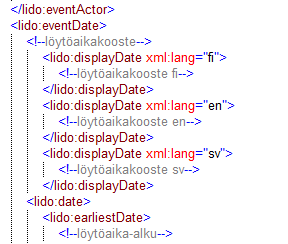 </lido:eventActor>
<lido:eventDate>
<!--löytöaikakooste-->
<lido:displayDate xml:lang="fi">
<!--löytöaikakooste fi-->
</lido:displayDate>
<lido:displayDate xml:lang="en">
<!--löytöaikakooste en-->
</lido:displayDate>
<lido:displayDate xml:lang="sv">
<!--löytöaikakooste sv-->
</lido:displayDate>
<lido:date>
<lido:earliestDate>
<!--löytöaika-alku-->